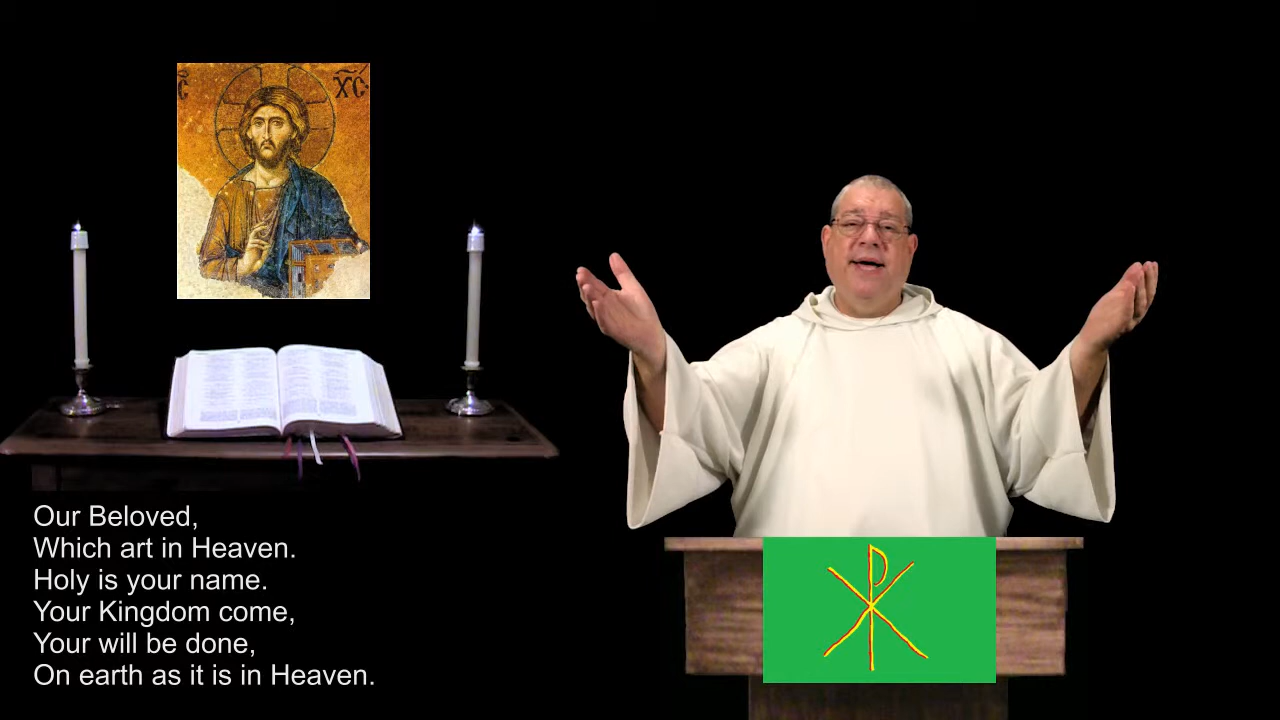 XC
Our Beloved,
Which art in Heaven.
Holy is your name.
Your Kingdom come,
Your will be done,
On earth as it is in Heaven.